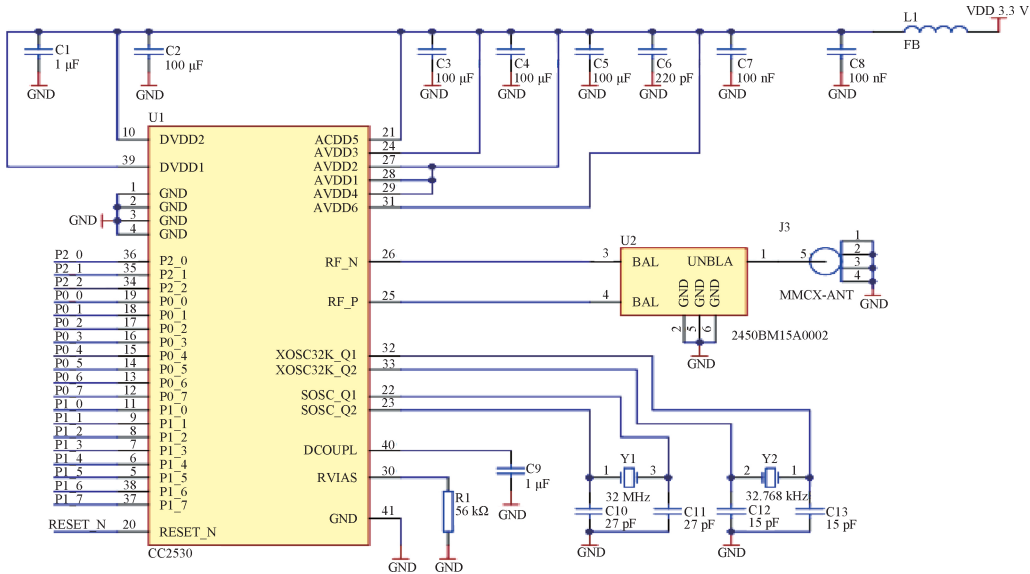 VDD 3.3 V
L1
FB
C1
1 μF
GND
C2
100 μF
GND
C3
100 μF
GND
C4
100 μF
GND
C5
100 μF
GND
C6
220 pF
GND
C7
100 nF
GND
C8
100 nF
GND
U1
10 DVDD2
39 DVDD1
1 GND
2 GND
3 GND
4 GND
GND
P2_0 36 P2_0
P2_1 35 P2_1
P2_2 34 P2_2
P0_0 19 P0_0
P0_1 18 P0_1
P0_2 17 P0_2
P0_3 16 P0_3
P0_4 15 P0_4
P0_5 14 P0_5
P0_6 13 P0_6
P0_7 12 P0_7
P1_0 11 P1_0
P1_1 9 P1_1
P1_2 8 P1_2
P1_3 7 P1_3
P1_4 6 P1_4
P1_5 5 P1_5
P1_6 38 P1_6
P1_7 37 P1_7
RESET_N 20 RESET_N
CC2530
ACDD5 21
AVDD3 24
AVDD2 27
AVDD1 28
AVDD4 29
AVDD6 31
RF_N 26
RF_P 25
XOSC32K_Q1 32
XOSC32K_Q2 33
SOSC_Q1 22
SOSC_Q2 23
DCOUPL 40
RVIAS 30
GND 41
GND
R1
56 kΩ
GND
C9
1 μF
GND
U2
3 BAL
4 BAL
UNBLA 1
GND
GND
GND
2
5
6
2450BM15A0002
GND
J3
5
1
2
3
4
MMCX-ANT
GND
Y1
1 3
32 MHz
C10
27 pF
C11
27 pF
GND
Y2
2 1
32.768 kHz
C12
15 pF
C13
15 pF
GND